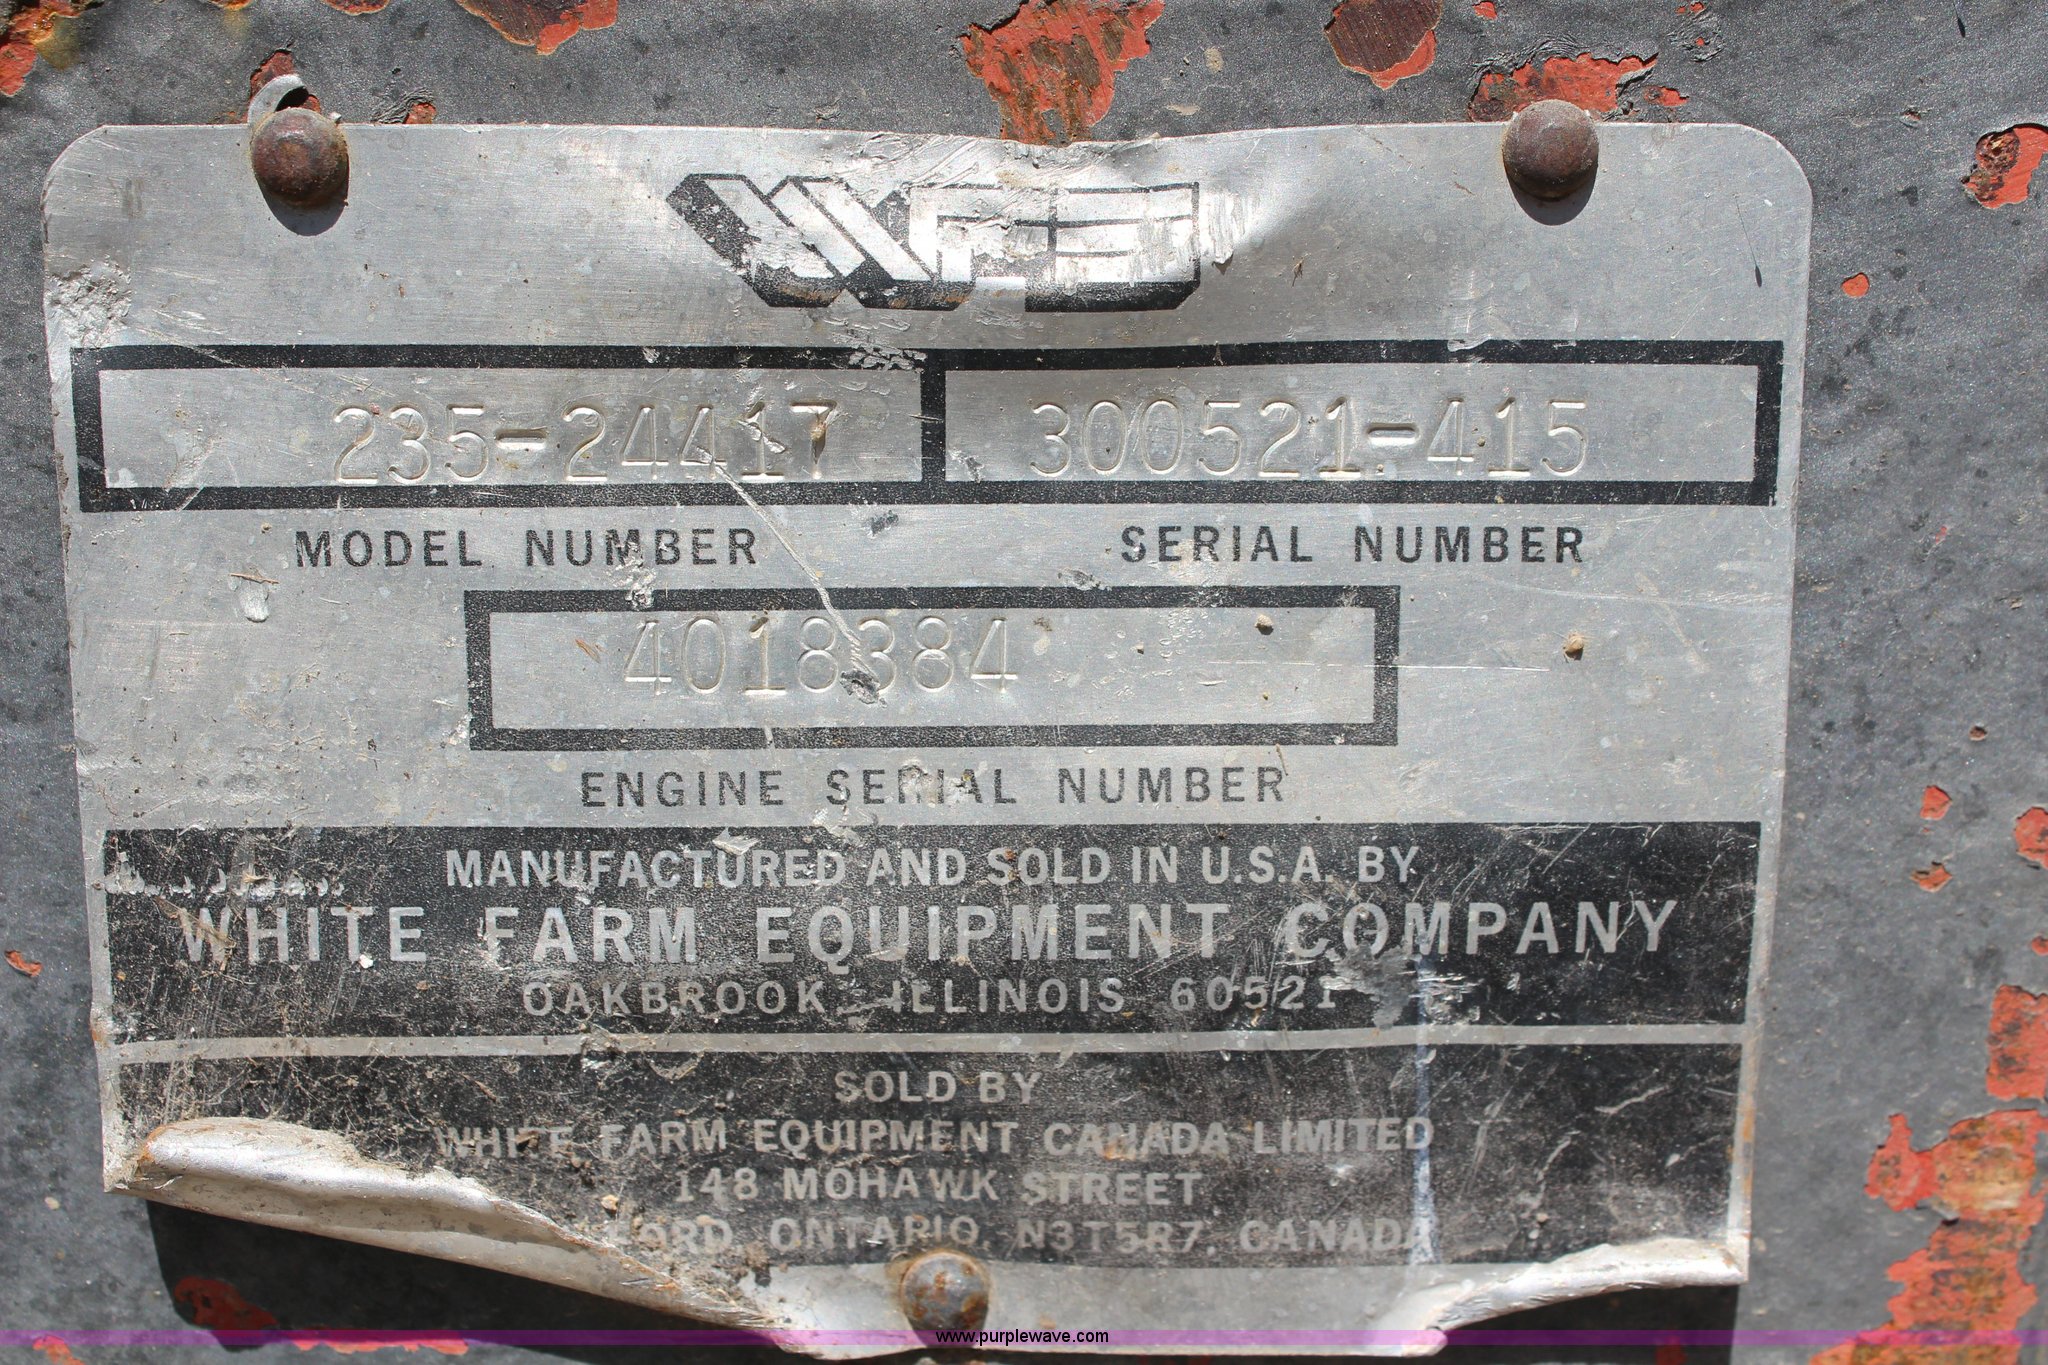 WFE
235-24417 300521-415
MODEL NUMBER SERIAL NUMBER
4018384
ENGINE SERIAL NUMBER
MANUFACTURED AND SOLD IN U.S.A. BY
WHITE FARM EQUIPMENT COMPANY
OAKBROOK, ILLINOIS 60521
SOLD BY
WHITE FARM EQUIPMENT CANADA LIMITED
148 MOHAWK STREET
ONTARIO, N3T5R7, CANADA
www.purplewave.com